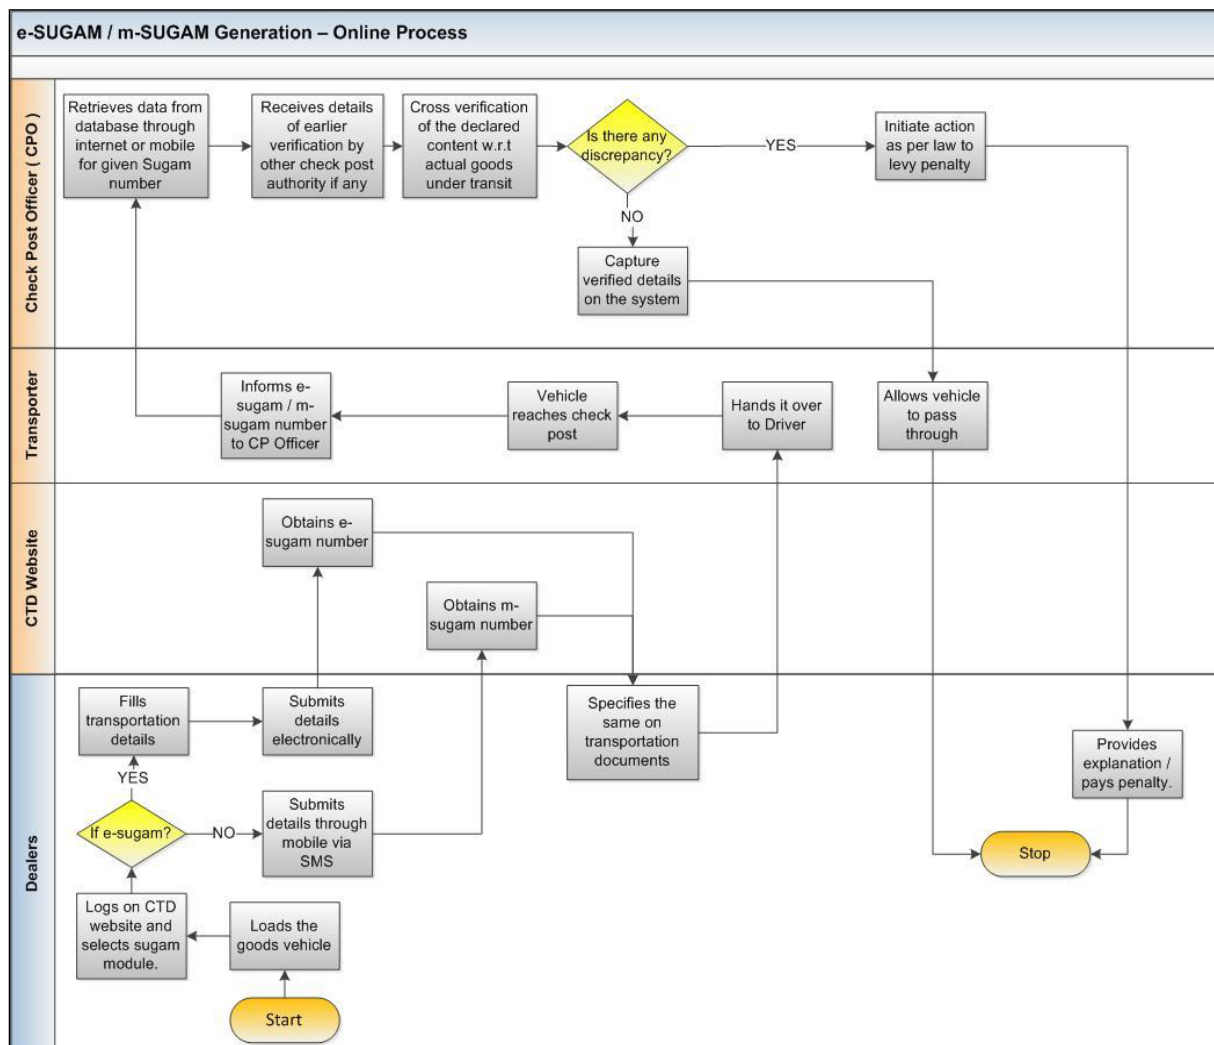 e-SUGAM / m-SUGAM Generation – Online Process
Check Post Officer ( CPO )
Retrieves data from
database through
internet or mobile
for given Sugam
number
Receives details
of earlier
verification by
other check post
authority if any
Cross verification
of the declared
content w.r.t
actual goods
under transit
Is there any
discrepancy?
YES
Initiate action
as per law to
levy penalty
NO
Capture
verified details
on the system
Transporter
Informs e-
sugam / m-
sugam number
to CP Officer
Vehicle
reaches check
post
Hands it over
to Driver
Allows vehicle
to pass
through
CTD Website
Obtains e-
sugam number
Obtains m-
sugam number
Dealers
Fills
transportation
details
Submits
details
electronically
Specifies the
same on
transportation
documents
Provides
explanation /
pays penalty.
YES
If e-sugam?
NO
Submits
details through
mobile via
SMS
Stop
Logs on CTD
website and
selects sugam
module.
Loads the
goods vehicle
Start